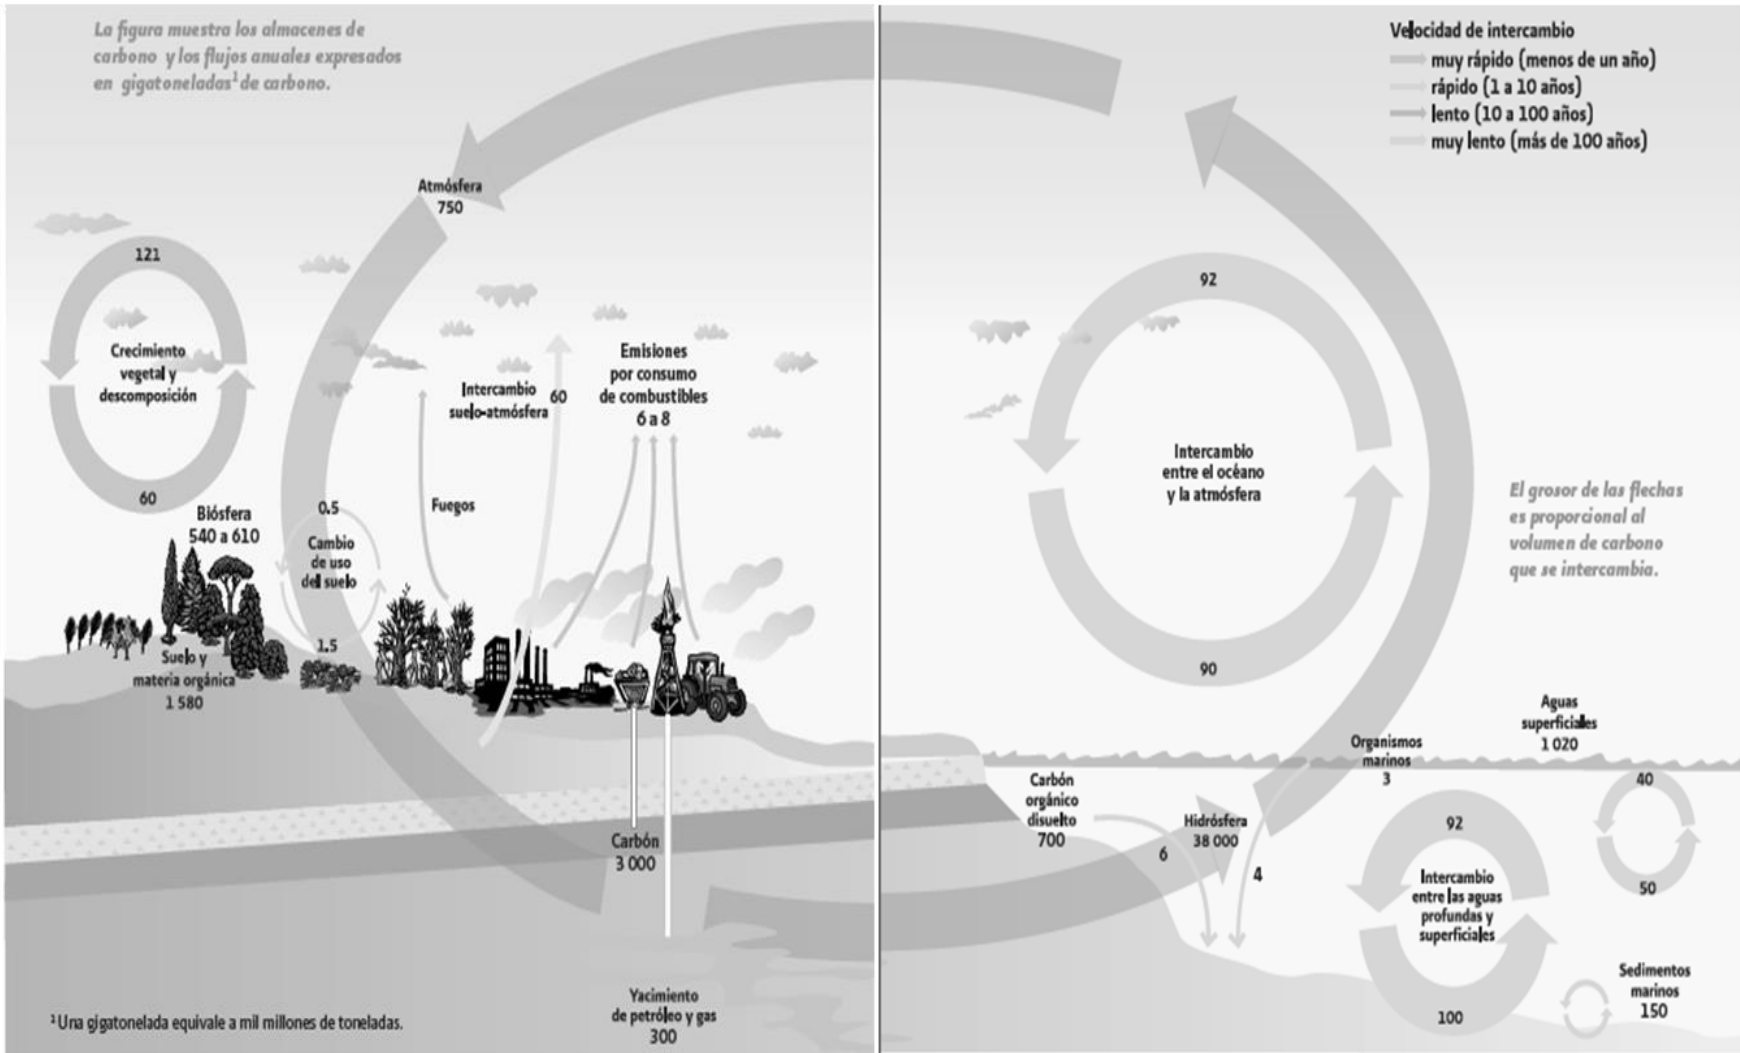 La figura muestra los almacenes de
carbono y los flujos anuales expresados
en gigatoneladas¹ de carbono.
Atmósfera
750
121
Crecimiento
vegetal y
descomposición
60
Biósfera
540 a 610
Suelo y
materia orgánica
1 580
0.5
Cambio
de uso
del suelo
1.5
Fuegos
Intercambio
suelo-atmósfera
60
Emisiones
por consumo
de combustibles
6 a 8
Carbón
3 000
Yacimiento
de petróleo y gas
300
¹Una gigatonelada equivale a mil millones de toneladas.
Velocidad de intercambio
muy rápido (menos de un año)
rápido (1 a 10 años)
lento (10 a 100 años)
muy lento (más de 100 años)
92
Intercambio
entre el océano
y la atmósfera
90
El grosor de las flechas
es proporcional al
volumen de carbono
que se intercambia.
Aguas
superficiales
1 020
Organismos
marinos
3
Carbón
orgánico
disuelto
700
6
Hidrósfera
38 000
4
92
Intercambio
entre las aguas
profundas y
superficiales
100
40
50
Sedimentos
marinos
150